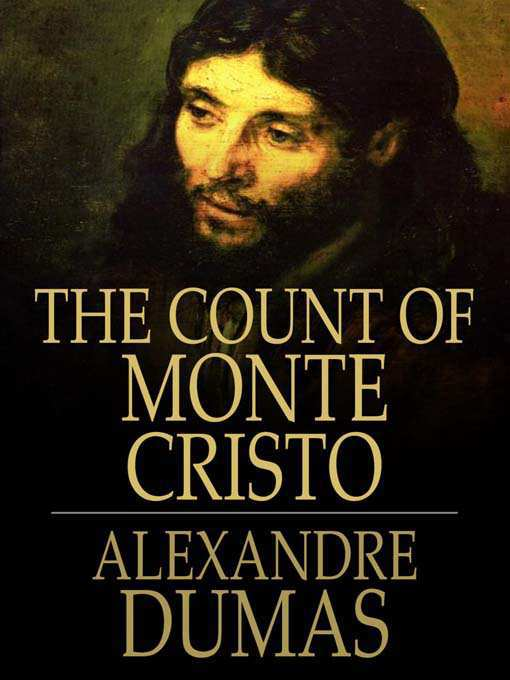 THE COUNT OF
MONTE
CRISTO
ALEXANDRE
DUMAS